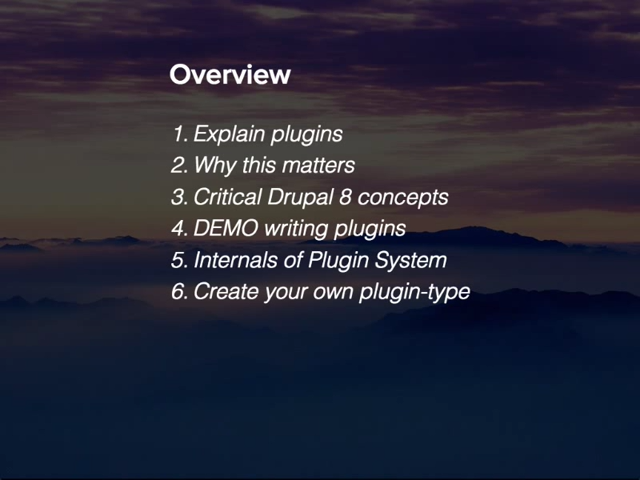 Overview
1. Explain plugins
2. Why this matters
3. Critical Drupal 8 concepts
4. DEMO writing plugins
5. Internals of Plugin System
6. Create your own plugin-type